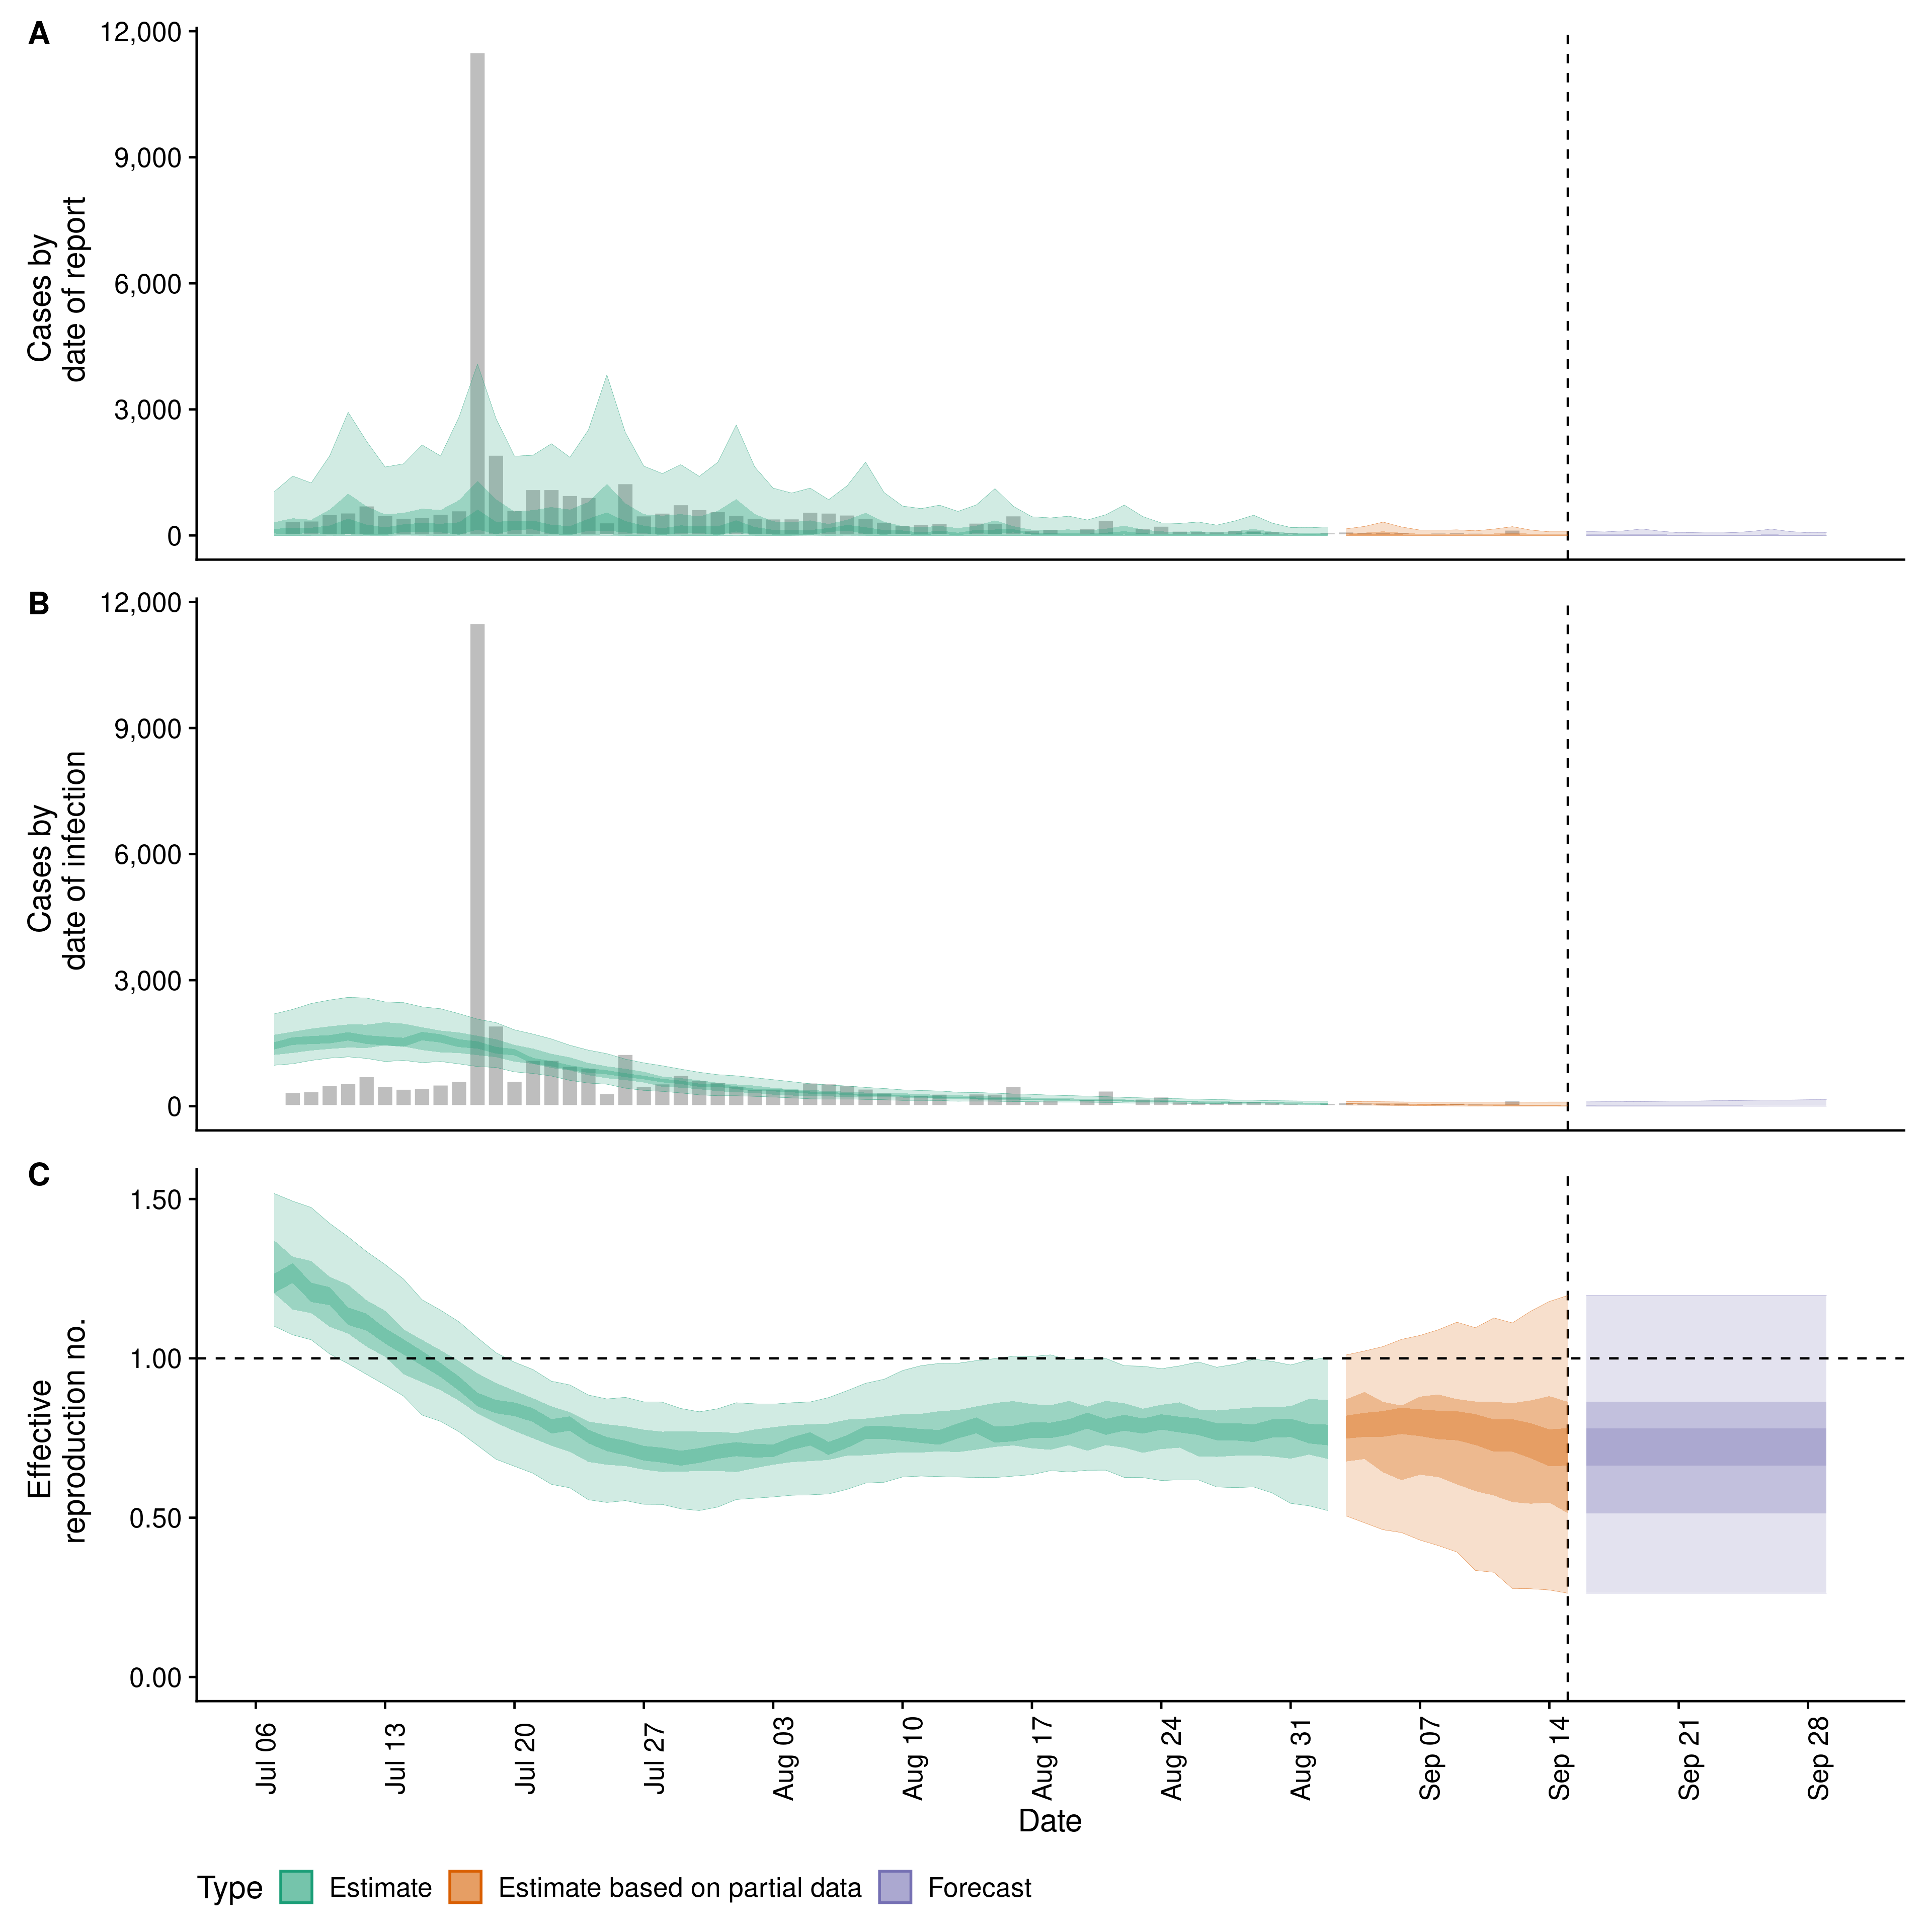 A
12,000
9,000
6,000
3,000
0
Cases by
date of report
B
12,000
9,000
6,000
3,000
0
Cases by
date of infection
C
1.50
1.00
0.50
0.00
Effective
reproduction no.
Jul 06
Jul 13
Jul 20
Jul 27
Aug 03
Aug 10
Aug 17
Aug 24
Aug 31
Sep 07
Sep 14
Sep 21
Sep 28
Date
Type Estimate Estimate based on partial data Forecast